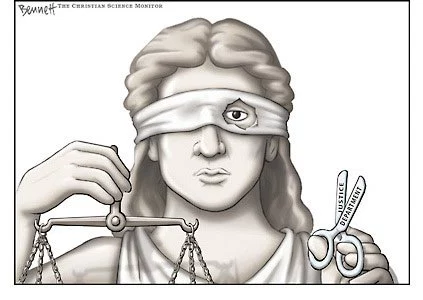 Bennett THE CHRISTIAN SCIENCE MONITOR
JUSTICE
DEPARTMENT